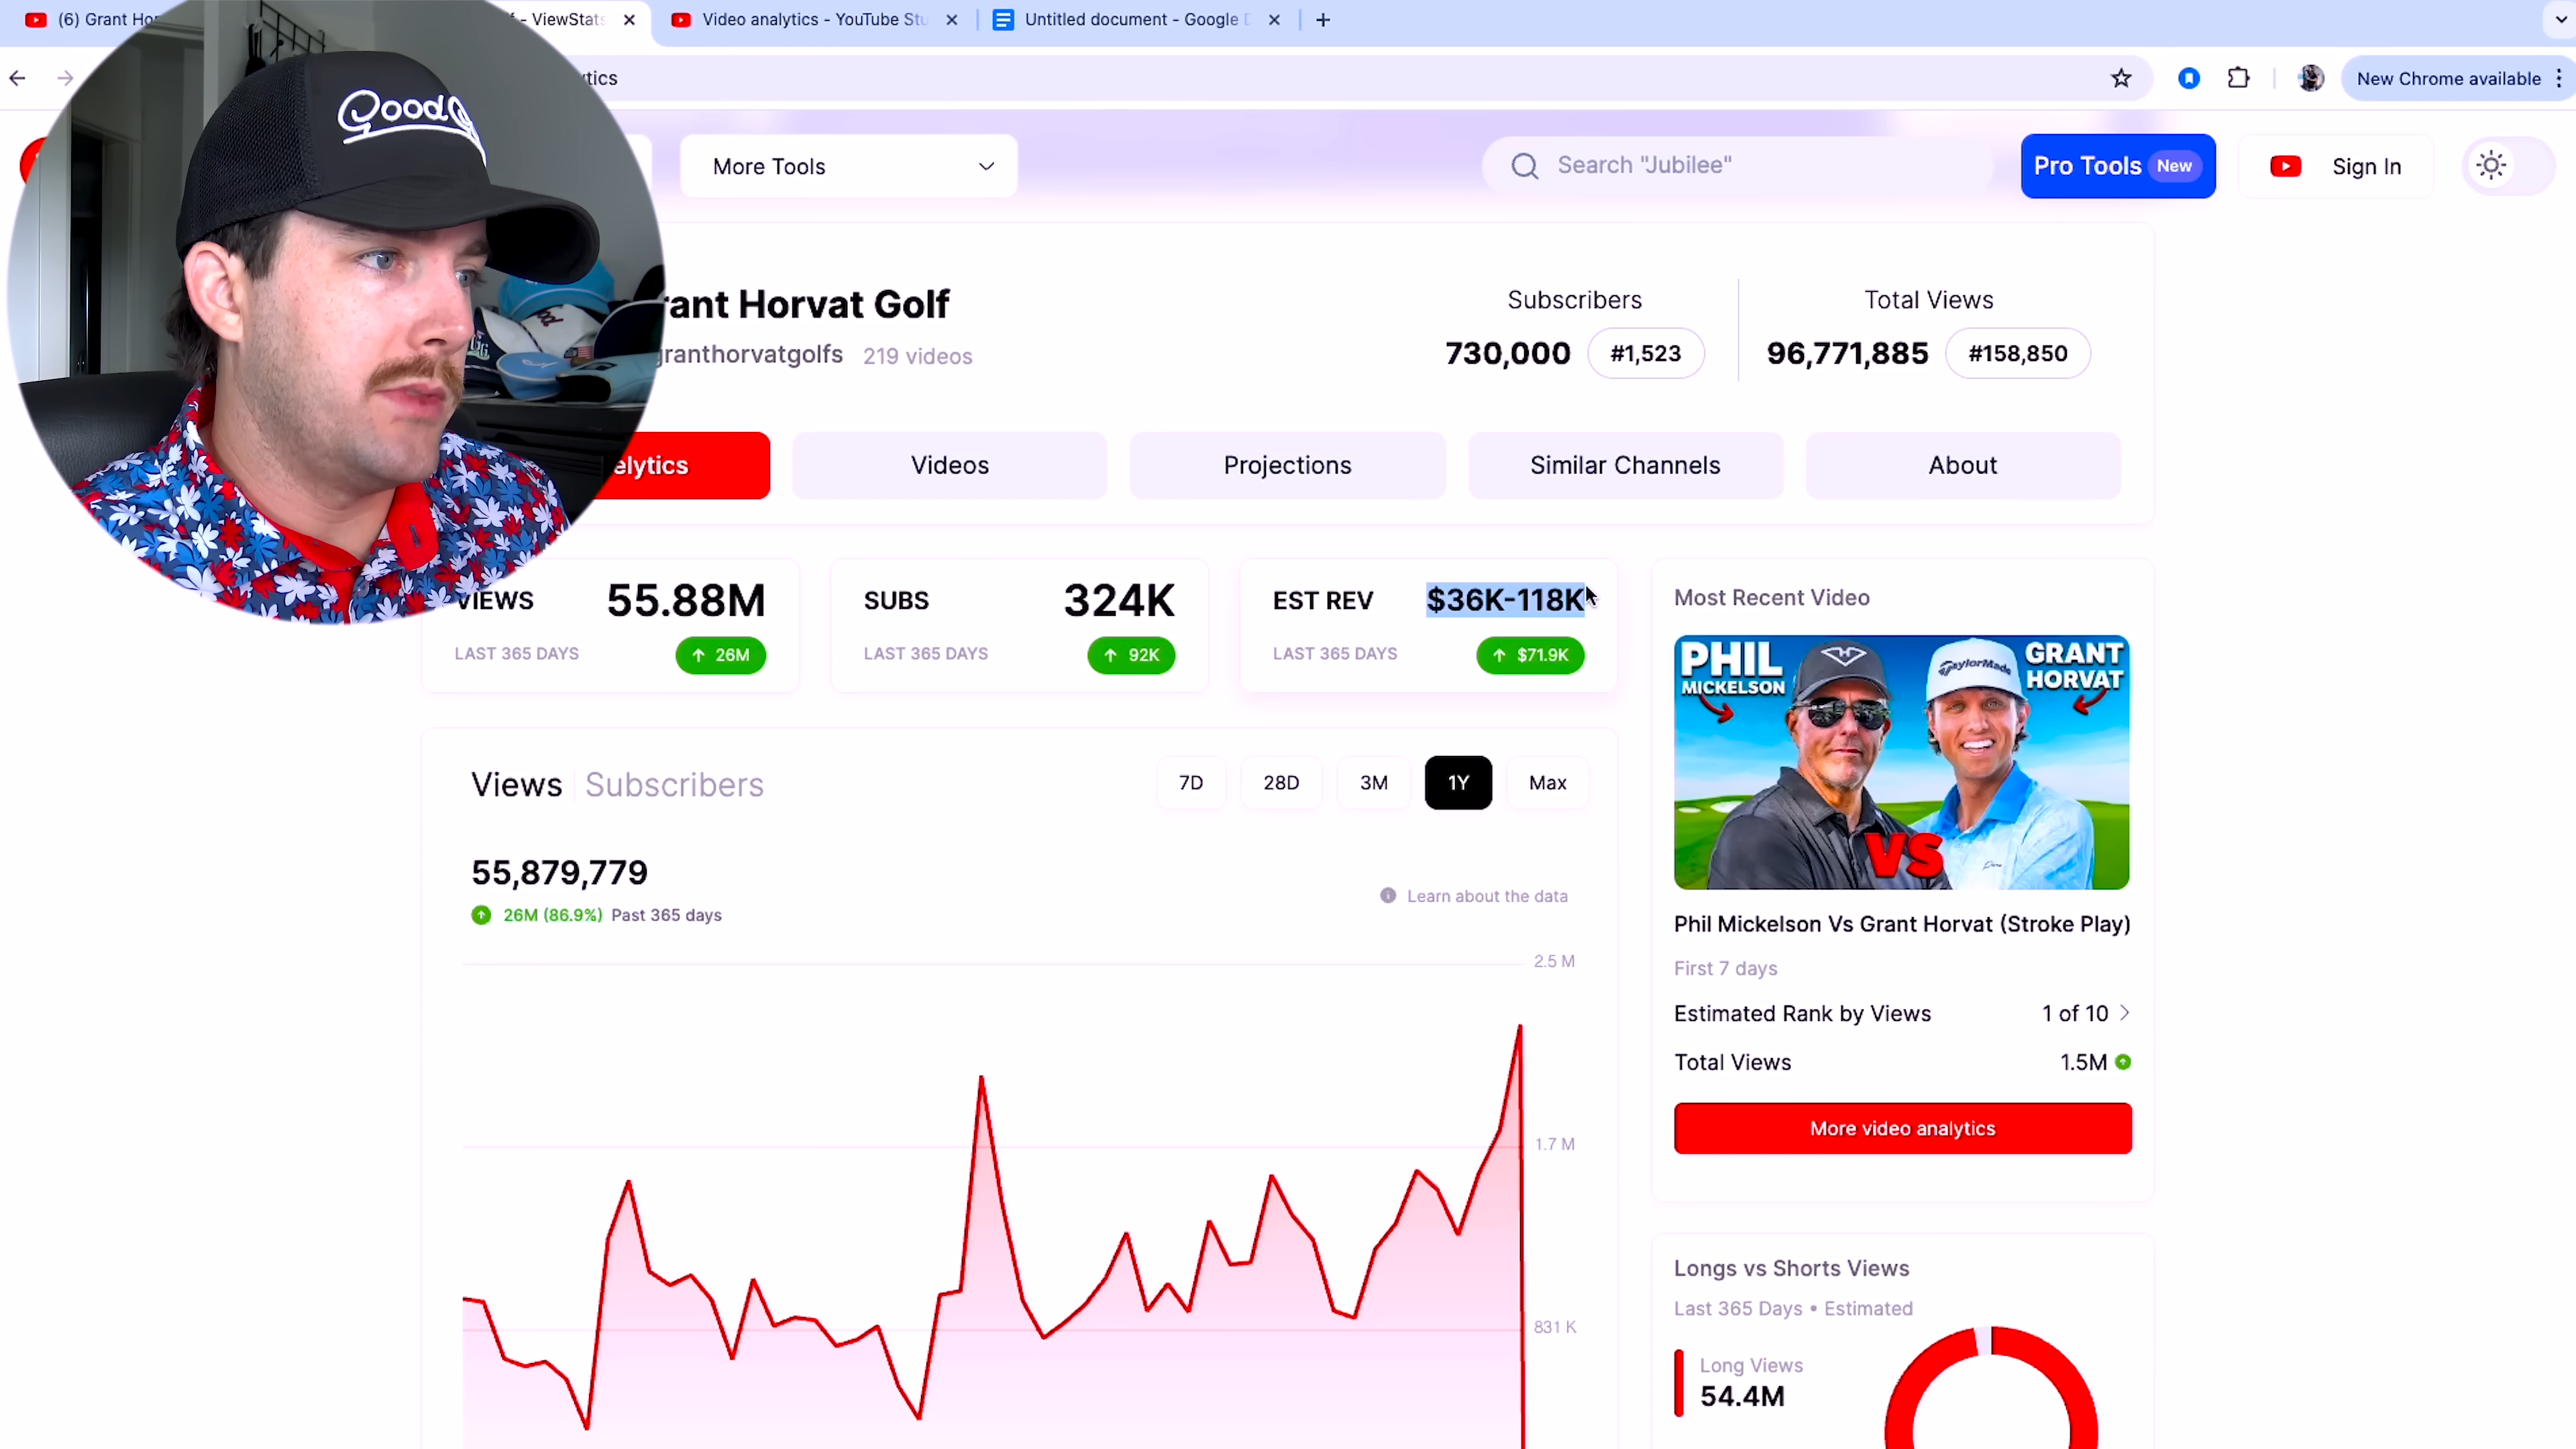 (6) Grant Hor
- ViewStats
Video analytics - YouTube Stu
Untitled document - Google D
tics
New Chrome available
Good
More Tools
Search "Jubilee"
Pro Tools New
Sign In
rant Horvat Golf
granthorvatgolfs 219 videos
Subscribers
730,000 #1,523
Total Views
96,771,885 #158,850
Videos
Projections
Similar Channels
About
VIEWS 55.88M
LAST 365 DAYS 26M
SUBS 324K
LAST 365 DAYS 92K
EST REV $36K-118K
LAST 365 DAYS $71.9K
Views Subscribers
7D 28D 3M 1Y Max
55,879,779
26M (86.9%) Past 365 days
Learn about the data
2.5 M
1.7 M
831 K
Most Recent Video
PHIL MICKELSON
GRANT HORVAT
TaylorMade
VS
Phil Mickelson Vs Grant Horvat (Stroke Play)
First 7 days
Estimated Rank by Views 1 of 10
Total Views 1.5M
More video analytics
Longs vs Shorts Views
Last 365 Days • Estimated
Long Views
54.4M